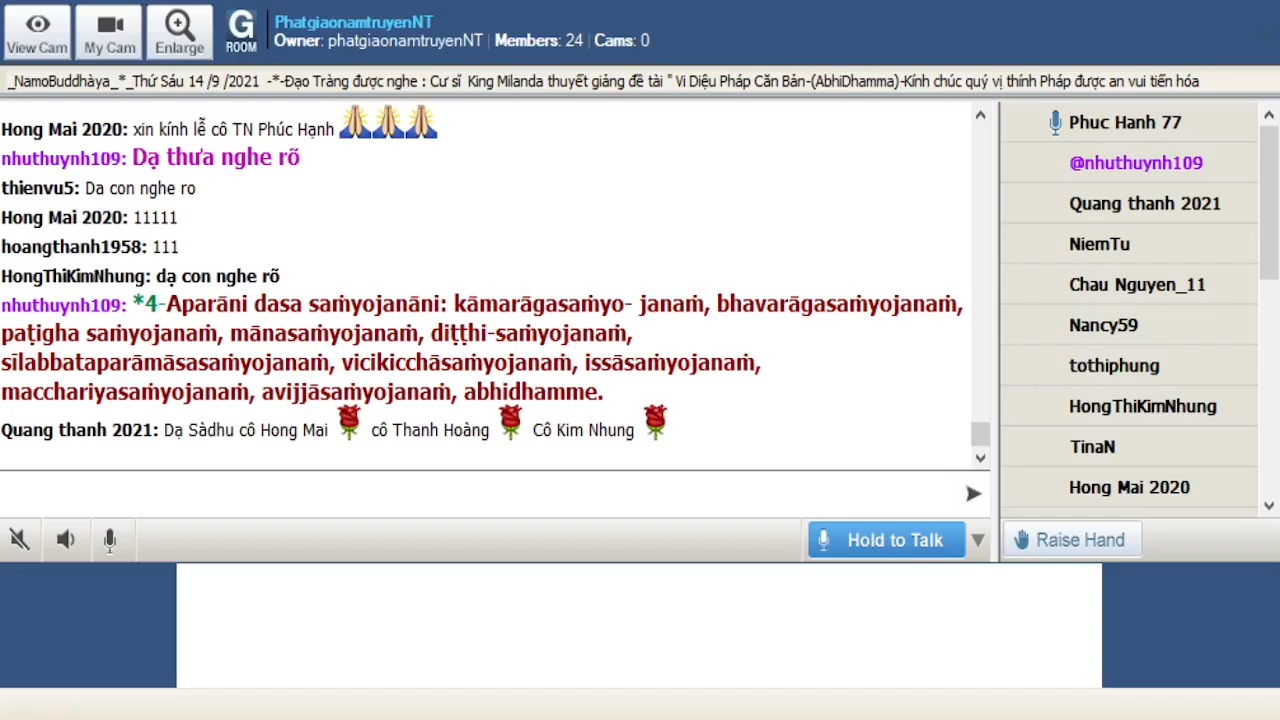 View Cam
My Cam
Enlarge
G
ROOM
PhatgiaonamtruyenNT
Owner: phatgiaonamtruyenNT | Members: 24 | Cams: 0
_NamoBuddhàya_*_Thứ Sáu 14 /9 /2021 -*-Đạo Tràng được nghe : Cư sĩ King Milanda thuyết giảng đề tài " Vi Diệu Pháp Căn Bản-(AbhiDhamma)-Kính chúc quý vị thính Pháp được an vui tiến hóa
Hong Mai 2020: xin kính lễ cô TN Phúc Hạnh
nhuthuynh109: Dạ thưa nghe rõ
thienvu5: Da con nghe ro
Hong Mai 2020: 11111
hoangthanh1958: 111
HongThiKimNhung: dạ con nghe rõ
nhuthuynh109: *4-Aparāni dasa saṁyojanāni: kāmarāgasaṁyo- janaṁ, bhavarāgasaṁyojanaṁ,
paṭigha saṁyojanaṁ, mānasaṁyojanaṁ, diṭṭhi-saṁyojanaṁ,
sīlabbataparāmāsasaṁyojanaṁ, vicikicchāsaṁyojanaṁ, issāsaṁyojanaṁ,
macchariyasaṁyojanaṁ, avijjāsaṁyojanaṁ, abhidhamme.
Quang thanh 2021: Dạ Sàdhu cô Hong Mai cô Thanh Hoàng Cô Kim Nhung
Phuc Hanh 77
@nhuthuynh109
Quang thanh 2021
NiemTu
Chau Nguyen_11
Nancy59
tothiphung
HongThiKimNhung
TinaN
Hong Mai 2020
Hold to Talk
Raise Hand